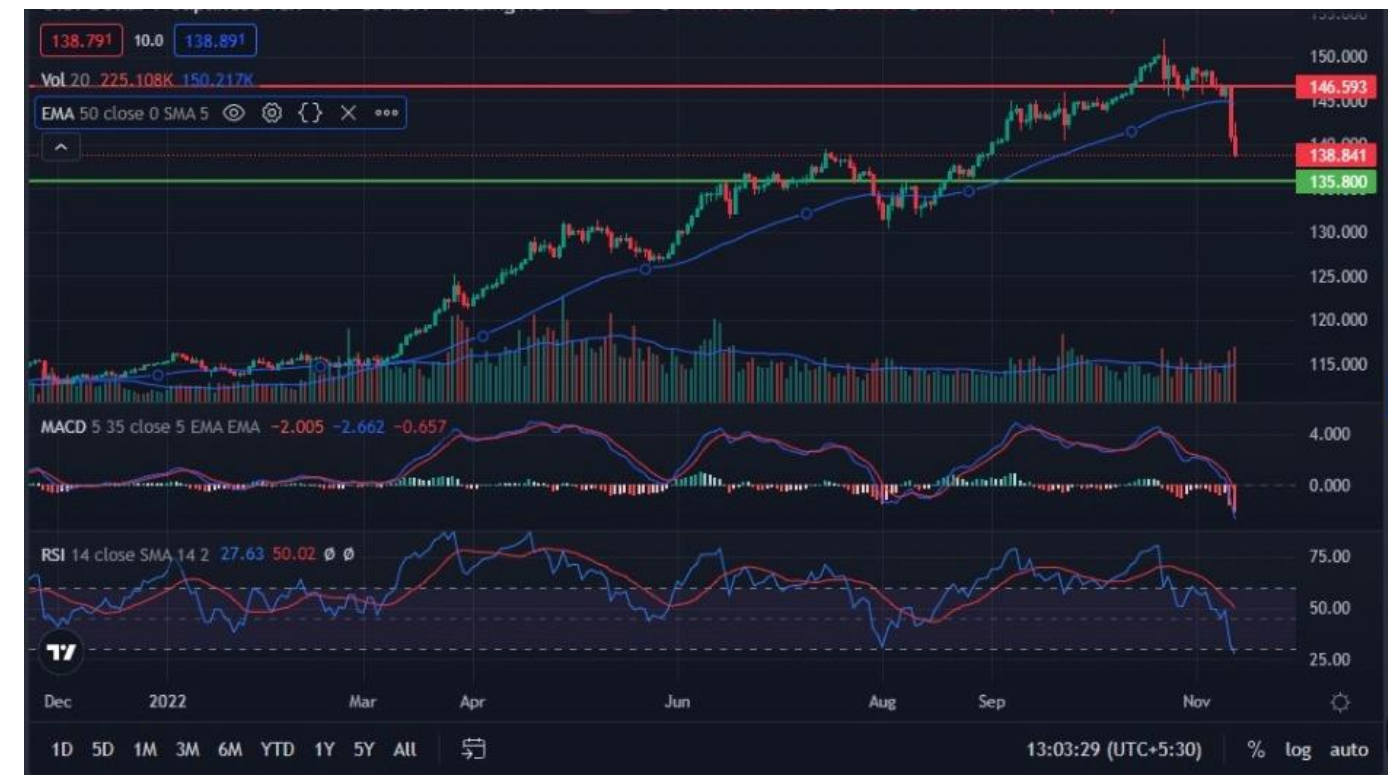 138.791 10.0 138.891
150.000
Vol 20 225.108K 150.217K
146.593
145.000
EMA 50 close 0 SMA 5
138.841
135.800
130.000
125.000
120.000
115.000
MACD 5 35 close 5 EMA EMA −2.005 −2.662 −0.657
4.000
0.000
RSI 14 close SMA 14 2 27.63 50.02 Ø Ø
75.00
50.00
25.00
Dec 2022 Mar Apr Jun Aug Sep Nov
1D 5D 1M 3M 6M YTD 1Y 5Y All 13:03:29 (UTC+5:30) % log auto